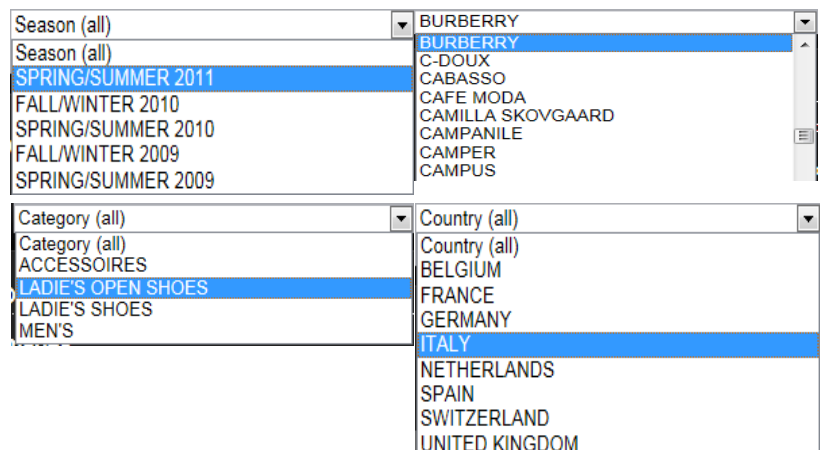 Season (all)
Season (all)
SPRING/SUMMER 2011
FALL/WINTER 2010
SPRING/SUMMER 2010
FALL/WINTER 2009
SPRING/SUMMER 2009
BURBERRY
BURBERRY
C-DOUX
CABASSO
CAFE MODA
CAMILLA SKOVGAARD
CAMPANILE
CAMPER
CAMPUS
Category (all)
Category (all)
ACCESSOIRES
LADIE'S OPEN SHOES
LADIE'S SHOES
MEN'S
Country (all)
Country (all)
BELGIUM
FRANCE
GERMANY
ITALY
NETHERLANDS
SPAIN
SWITZERLAND
UNITED KINGDOM